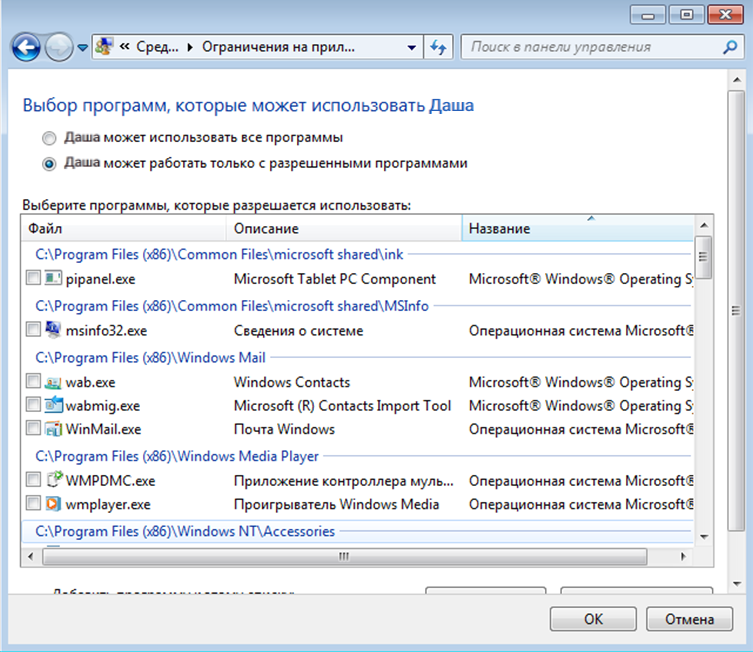 « Сред... ▸ Ограничения на прил...
Поиск в панели управления
Выбор программ, которые может использовать Даша
Даша может использовать все программы
Даша может работать только с разрешенными программами
Выберите программы, которые разрешается использовать:
Файл Описание Название
C:\Program Files (x86)\Common Files\microsoft shared\ink
pipanel.exe Microsoft Tablet PC Component Microsoft® Windows® Operating S
C:\Program Files (x86)\Common Files\microsoft shared\MSInfo
msinfo32.exe Сведения о системе Операционная система Microsoft®
C:\Program Files (x86)\Windows Mail
wab.exe Windows Contacts Microsoft® Windows® Operating S
wabmig.exe Microsoft (R) Contacts Import Tool Microsoft® Windows® Operating S
WinMail.exe Почта Windows Операционная система Microsoft®
C:\Program Files (x86)\Windows Media Player
WMPDMC.exe Приложение контроллера муль... Операционная система Microsoft®
wmplayer.exe Проигрыватель Windows Media Операционная система Microsoft®
C:\Program Files (x86)\Windows NT\Accessories
OK Отмена